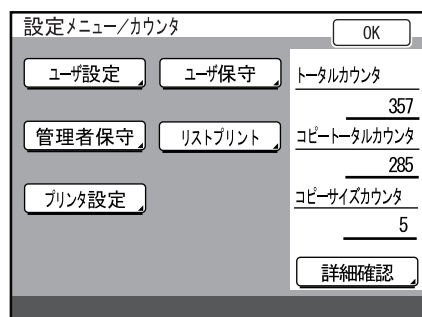 設定メニュー/カウンタ
OK
ユーザ設定
ユーザ保守
トータルカウンタ
357
管理者保守
リストプリント
コピートータルカウンタ
285
プリンタ設定
コピーサイズカウンタ
5
詳細確認